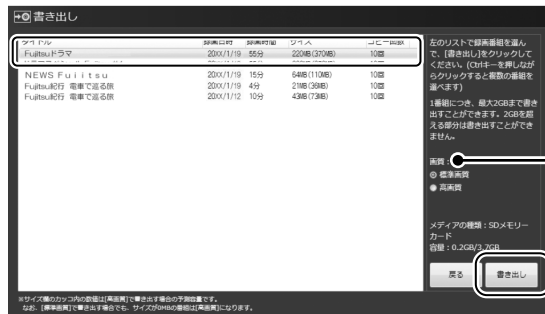 書き出し
タイトル 録画日時 録画時間 サイズ コピー回数
Fujitsuドラマ 20XX/1/19 55分 220MB(370MB) 10回
NEWS Fujitsu 20XX/1/19 15分 64MB(110MB) 10回
Fujitsu紀行 電車で巡る旅 20XX/1/19 4分 21MB(36MB) 10回
Fujitsu紀行 電車で巡る旅 20XX/1/12 10分 43MB(73MB) 10回
※サイズ欄のカッコ内の数値は[高画質]で書き出す場合の予測容量です。
なお、[標準画質]で書き出す場合でも、サイズが0MBの番組は[高画質]になります。
左のリストで録画番組を選ん
で、[書き出し]をクリックして
ください。(Ctrlキーを押しなが
らクリックすると複数の番組を
選べます)
1番組につき、最大2GBまで書き
出すことができます。2GBを超
える部分は書き出すことができ
ません。
画質:
標準画質
高画質
メディアの種類:SDメモリー
カード
容量:0.2GB/3.7GB
戻る 書き出し